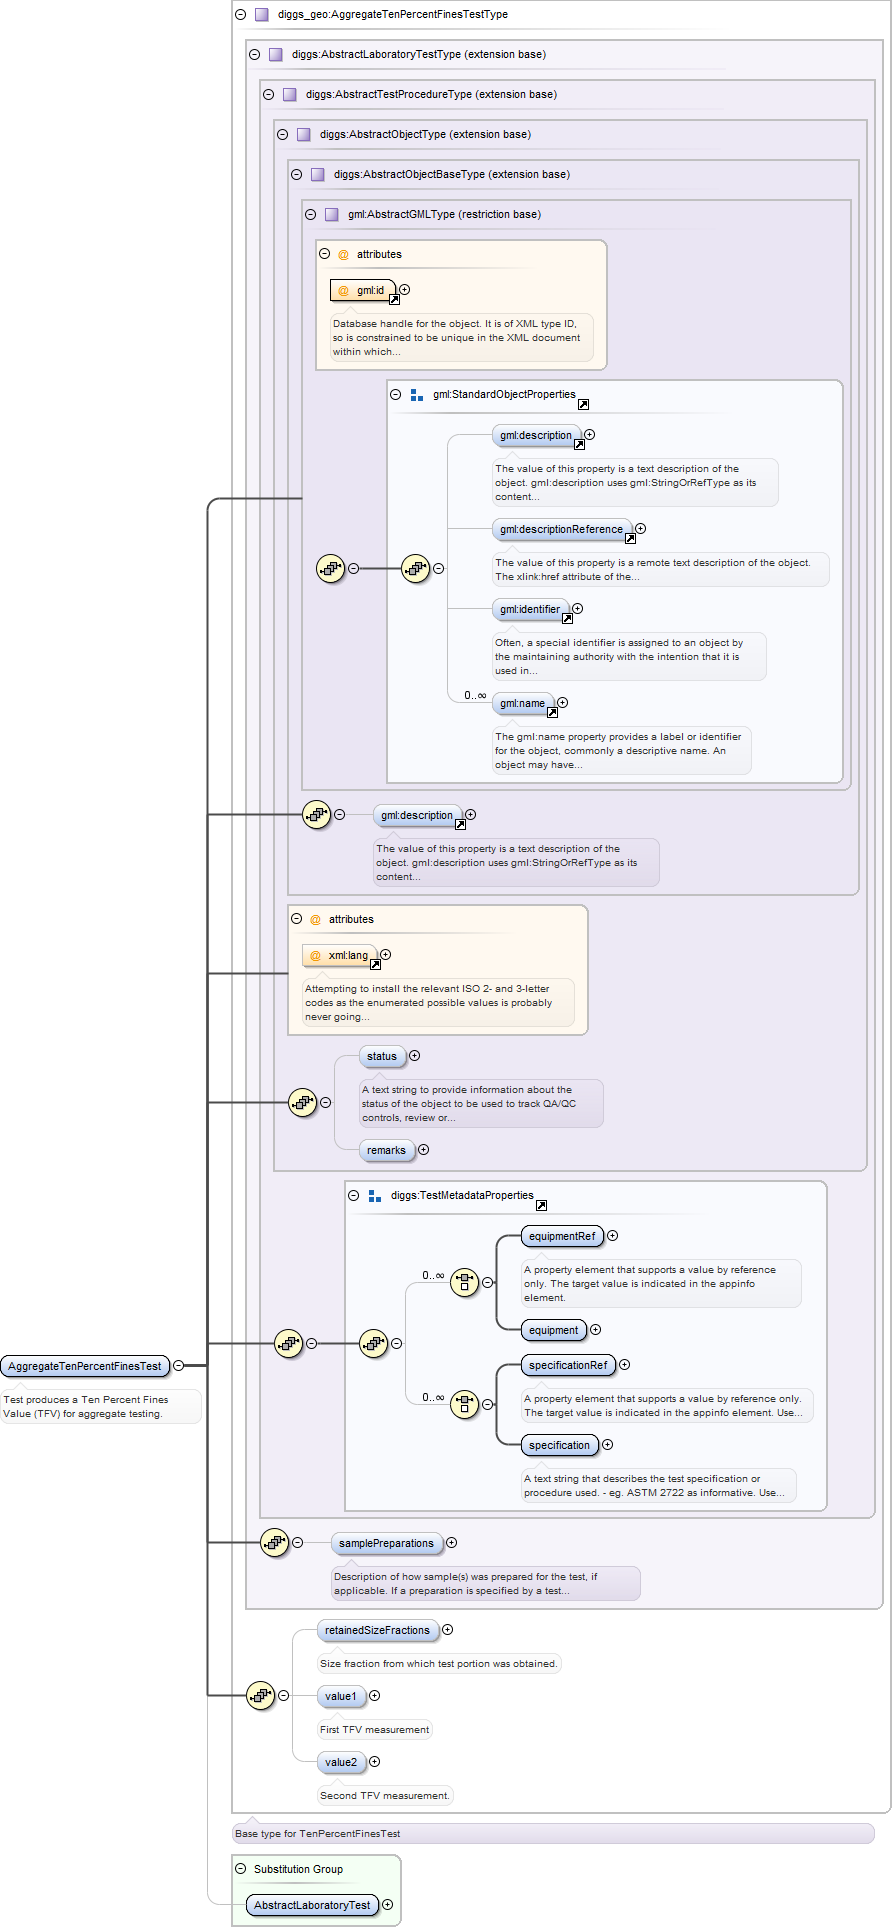 diggs_geo:AggregateTenPercentFinesTestType
diggs:AbstractLaboratoryTestType (extension base)
diggs:AbstractTestProcedureType (extension base)
diggs:AbstractObjectType (extension base)
diggs:AbstractObjectBaseType (extension base)
gml:AbstractGMLType (restriction base)
@ attributes
@ gml:id
Database handle for the object. It is of XML type ID,
so is constrained to be unique in the XML document
within which...
gml:StandardObjectProperties
gml:description
The value of this property is a text description of the
object. gml:description uses gml:StringOrRefType as its
content...
gml:descriptionReference
The value of this property is a remote text description of the object.
The xlink:href attribute of the...
gml:identifier
Often, a special identifier is assigned to an object by
the maintaining authority with the intention that it is
used in...
0..∞
gml:name
The gml:name property provides a label or identifier
for the object, commonly a descriptive name. An
object may have...
gml:description
The value of this property is a text description of the
object. gml:description uses gml:StringOrRefType as its
content...
@ attributes
@ xml:lang
Attempting to install the relevant ISO 2- and 3-letter
codes as the enumerated possible values is probably
never going...
status
A text string to provide information about the
status of the object to be used to track QA/QC
controls, review or...
remarks
diggs:TestMetadataProperties
equipmentRef
A property element that supports a value by reference
only. The target value is indicated in the appinfo
element.
0..∞
equipment
specificationRef
A property element that supports a value by reference only.
The target value is indicated in the appinfo element. Use...
0..∞
specification
A text string that describes the test specification or
procedure used. - eg. ASTM 2722 as informative. Use...
AggregateTenPercentFinesTest
Test produces a Ten Percent Fines
Value (TFV) for aggregate testing.
samplePreparations
Description of how sample(s) was prepared for the test, if
applicable. If a preparation is specified by a test...
retainedSizeFractions
Size fraction from which test portion was obtained.
value1
First TFV measurement
value2
Second TFV measurement.
Base type for TenPercentFinesTest
Substitution Group
AbstractLaboratoryTest